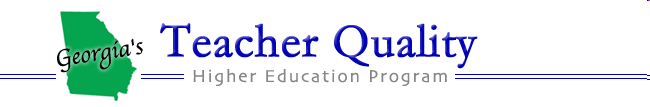 Georgia's
Teacher Quality
Higher Education Program